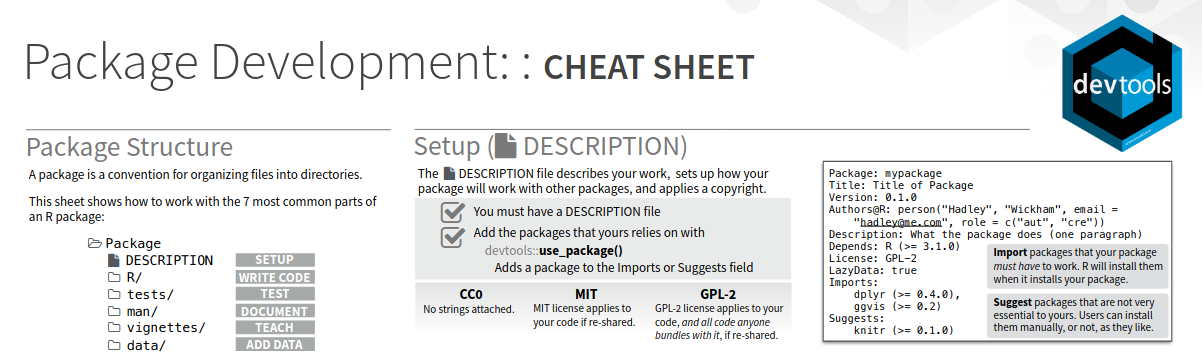 Package Development: : CHEAT SHEET
devtools
Package Structure
A package is a convention for organizing files into directories.
This sheet shows how to work with the 7 most common parts of
an R package:
Package
DESCRIPTION SETUP
R/ WRITE CODE
tests/ TEST
man/ DOCUMENT
vignettes/ TEACH
data/ ADD DATA
Setup ( DESCRIPTION)
The DESCRIPTION file describes your work, sets up how your
package will work with other packages, and applies a copyright.
You must have a DESCRIPTION file
Add the packages that yours relies on with
devtools::use_package()
Adds a package to the Imports or Suggests field
CC0
No strings attached.
MIT
MIT license applies to
your code if re-shared.
GPL-2
GPL-2 license applies to your
code, and all code anyone
bundles with it, if re-shared.
Package: mypackage
Title: Title of Package
Version: 0.1.0
Authors@R: person("Hadley", "Wickham", email =
"hadley@me.com", role = c("aut", "cre"))
Description: What the package does (one paragraph)
Depends: R (>= 3.1.0)
License: GPL-2
LazyData: true
Imports:
dplyr (>= 0.4.0),
ggvis (>= 0.2)
Suggests:
knitr (>= 0.1.0)
Import packages that your package
must have to work. R will install them
when it installs your package.
Suggest packages that are not very
essential to yours. Users can install
them manually, or not, as they like.